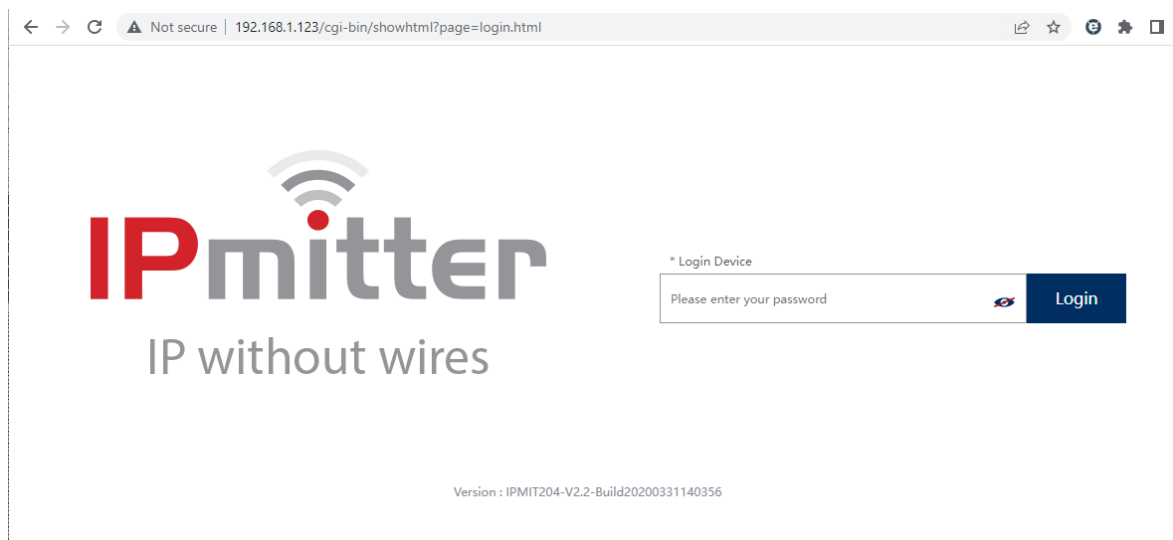 Not secure | 192.168.1.123/cgi-bin/showhtml?page=login.html
IPmitter
IP without wires
* Login Device
Please enter your password
Login
Version : IPMIT204-V2.2-Build20200331140356